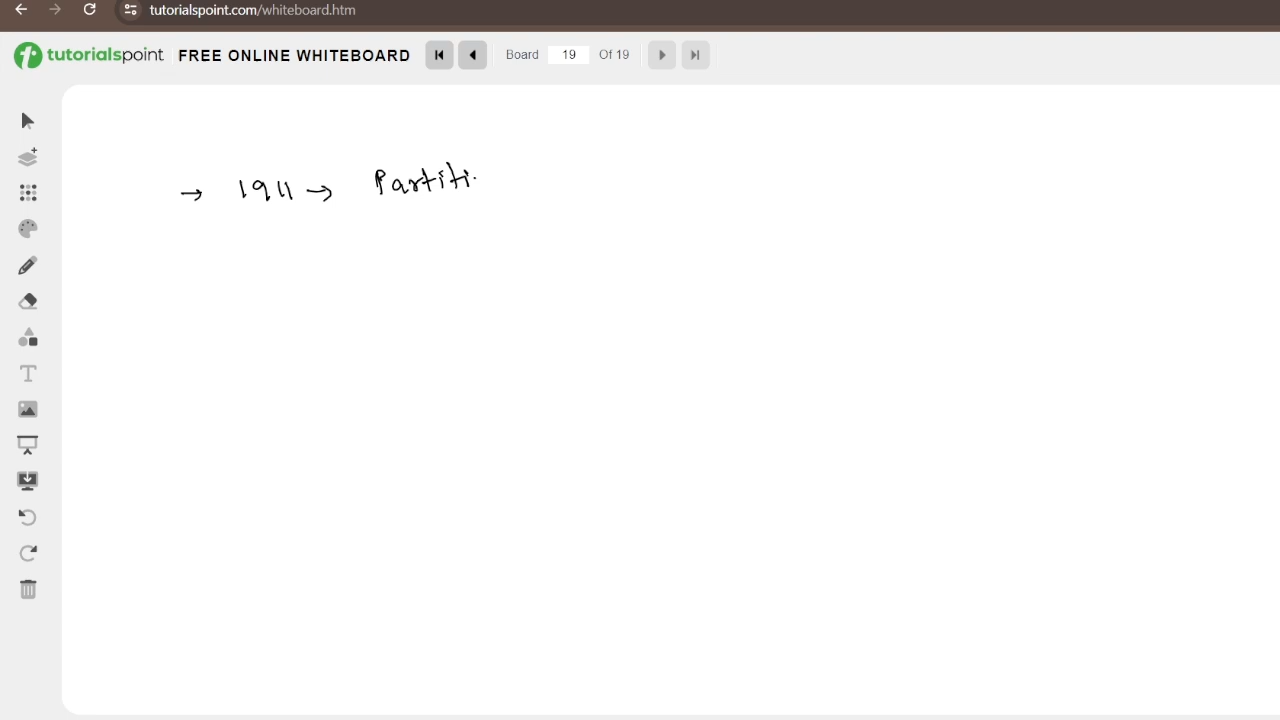 tutorialspoint.com/whiteboard.htm
tutorialspoint FREE ONLINE WHITEBOARD Board 19 Of 19
→ 1911 → Partiti